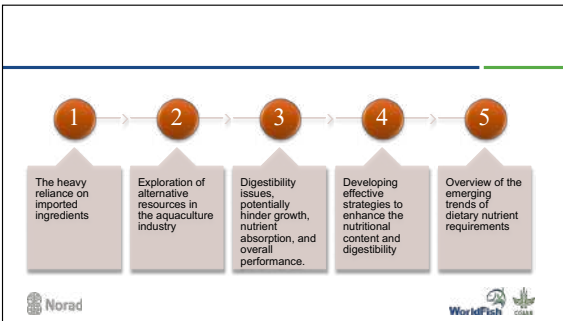 1
2
3
4
5
The heavy
reliance on
imported
ingredients
Exploration of
alternative
resources in
the aquaculture
industry
Digestibility
issues,
potentially
hinder growth,
nutrient
absorption, and
overall
performance.
Developing
effective
strategies to
enhance the
nutritional
content and
digestibility
Overview of the
emerging
trends of
dietary nutrient
requirements
Norad
WorldFish
CGIAR